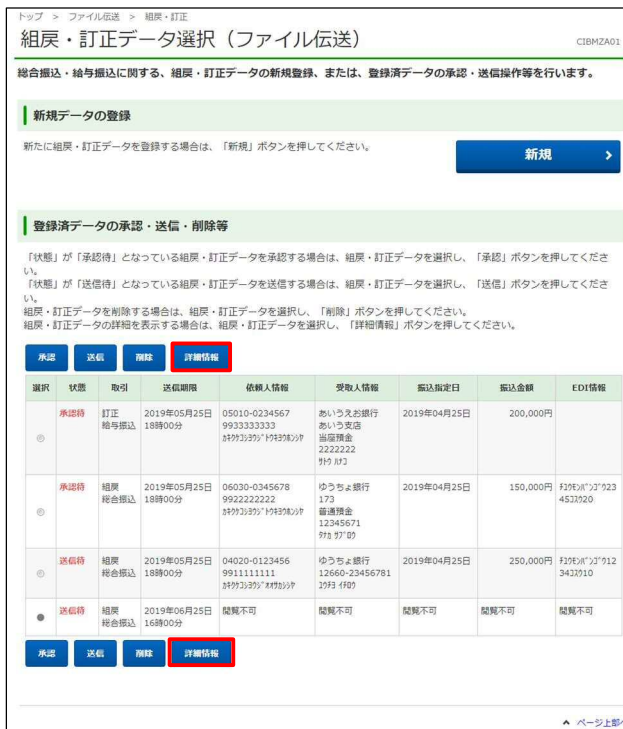 トップ > ファイル伝送 > 組戻・訂正
組戻・訂正データ選択（ファイル伝送）
CIBMZA01
総合振込・給与振込に関する、組戻・訂正データの新規登録、または、登録済データの承認・送信操作等を行います。
新規データの登録
新たに組戻・訂正データを登録する場合は、「新規」ボタンを押してください。
新規
登録済データの承認・送信・削除等
「状態」が「承認待」となっている組戻・訂正データを承認する場合は、組戻・訂正データを選択し、「承認」ボタンを押してくださ
い。
「状態」が「送信待」となっている組戻・訂正データを送信する場合は、組戻・訂正データを選択し、「送信」ボタンを押してくださ
い。
組戻・訂正データを削除する場合は、組戻・訂正データを選択し、「削除」ボタンを押してください。
組戻・訂正データの詳細を表示する場合は、組戻・訂正データを選択し、「詳細情報」ボタンを押してください。
承認 送信 削除 詳細情報
選択 状態 取引 送信期限 依頼人情報 受取人情報 振込指定日 振込金額 EDI情報
承認待 訂正 2019年05月25日 05010-0234567 あいうえお銀行 2019年04月25日 200,000円
給与振込 18時00分 9933333333 あいう支店
当座預金
2222222
ｻﾄｳ ﾊﾅｺ
承認待 組戻 2019年05月25日 06030-0345678 ゆうちょ銀行 2019年04月25日 150,000円
総合振込 18時00分 9922222222 173
普通預金
12345671
送信待 組戻 2019年05月25日 04020-0123456 ゆうちょ銀行 2019年04月25日 250,000円
総合振込 18時00分 9911111111 12660-23456781
送信待 組戻 2019年06月25日 閲覧不可 閲覧不可 閲覧不可 閲覧不可 閲覧不可
総合振込 16時00分
承認 送信 削除 詳細情報
ページ上部へ